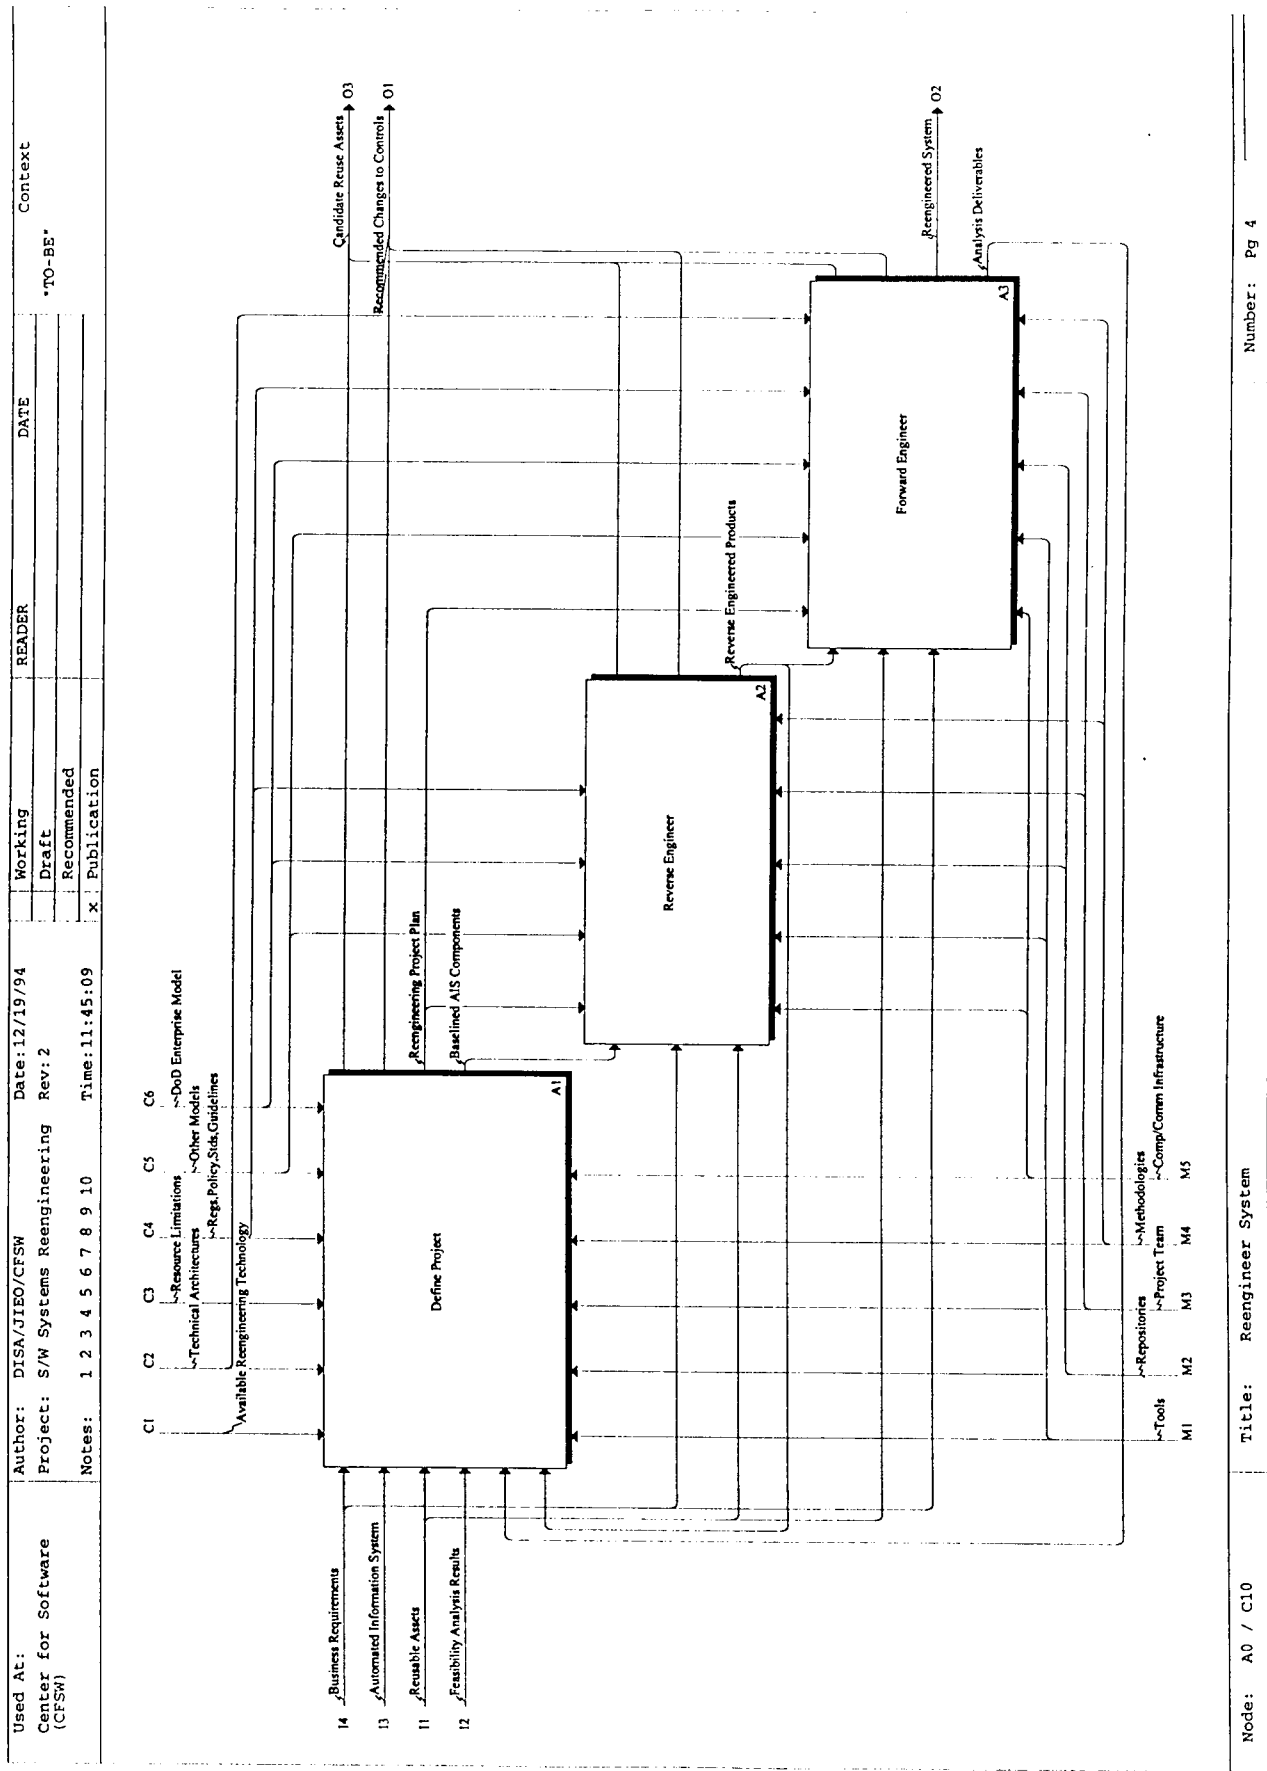 Used At:
Center for Software
(CFSW)
Author: DISA/JIEO/CFSW
Date:12/19/94
Project: S/W Systems Reengineering
Rev:2
Notes: 1 2 3 4 5 6 7 8 9 10
Time:11:45:09
Working
Draft
Recommended
x Publication
READER
DATE
Context
"TO-BE"
C1
C2
C3
C4
C5
C6
Available Reengineering Technology
Technical Architectures
Resource Limitations
Regs,Policy,Stds,Guidelines
Other Models
DoD Enterprise Model
I4
Business Requirements
I3
Automated Information System
I1
Reusable Assets
I2
Feasibility Analysis Results
Define Project
A1
Reengineering Project Plan
Baselined AIS Components
Reverse Engineer
A2
Reverse Engineered Products
Forward Engineer
A3
Candidate Reuse Assets
O3
Recommended Changes to Controls
O1
Reengineered System
O2
Analysis Deliverables
Tools
Repositories
Project Team
Methodologies
Comp/Comm Infrastructure
M1
M2
M3
M4
M5
Node: A0 / C10
Title: Reengineer System
Number: Pg 4